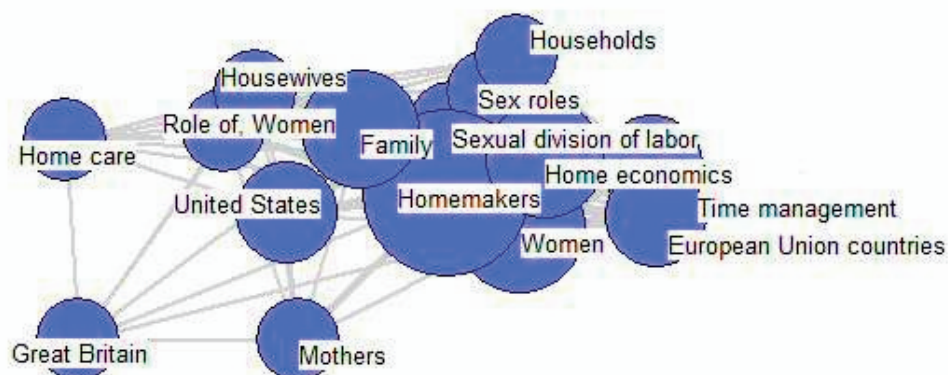 Households
Housewives
Sex roles
Role of, Women
Sexual division of labor
Family
Home care
Home economics
United States
Homemakers
Time management
Women
European Union countries
Great Britain
Mothers